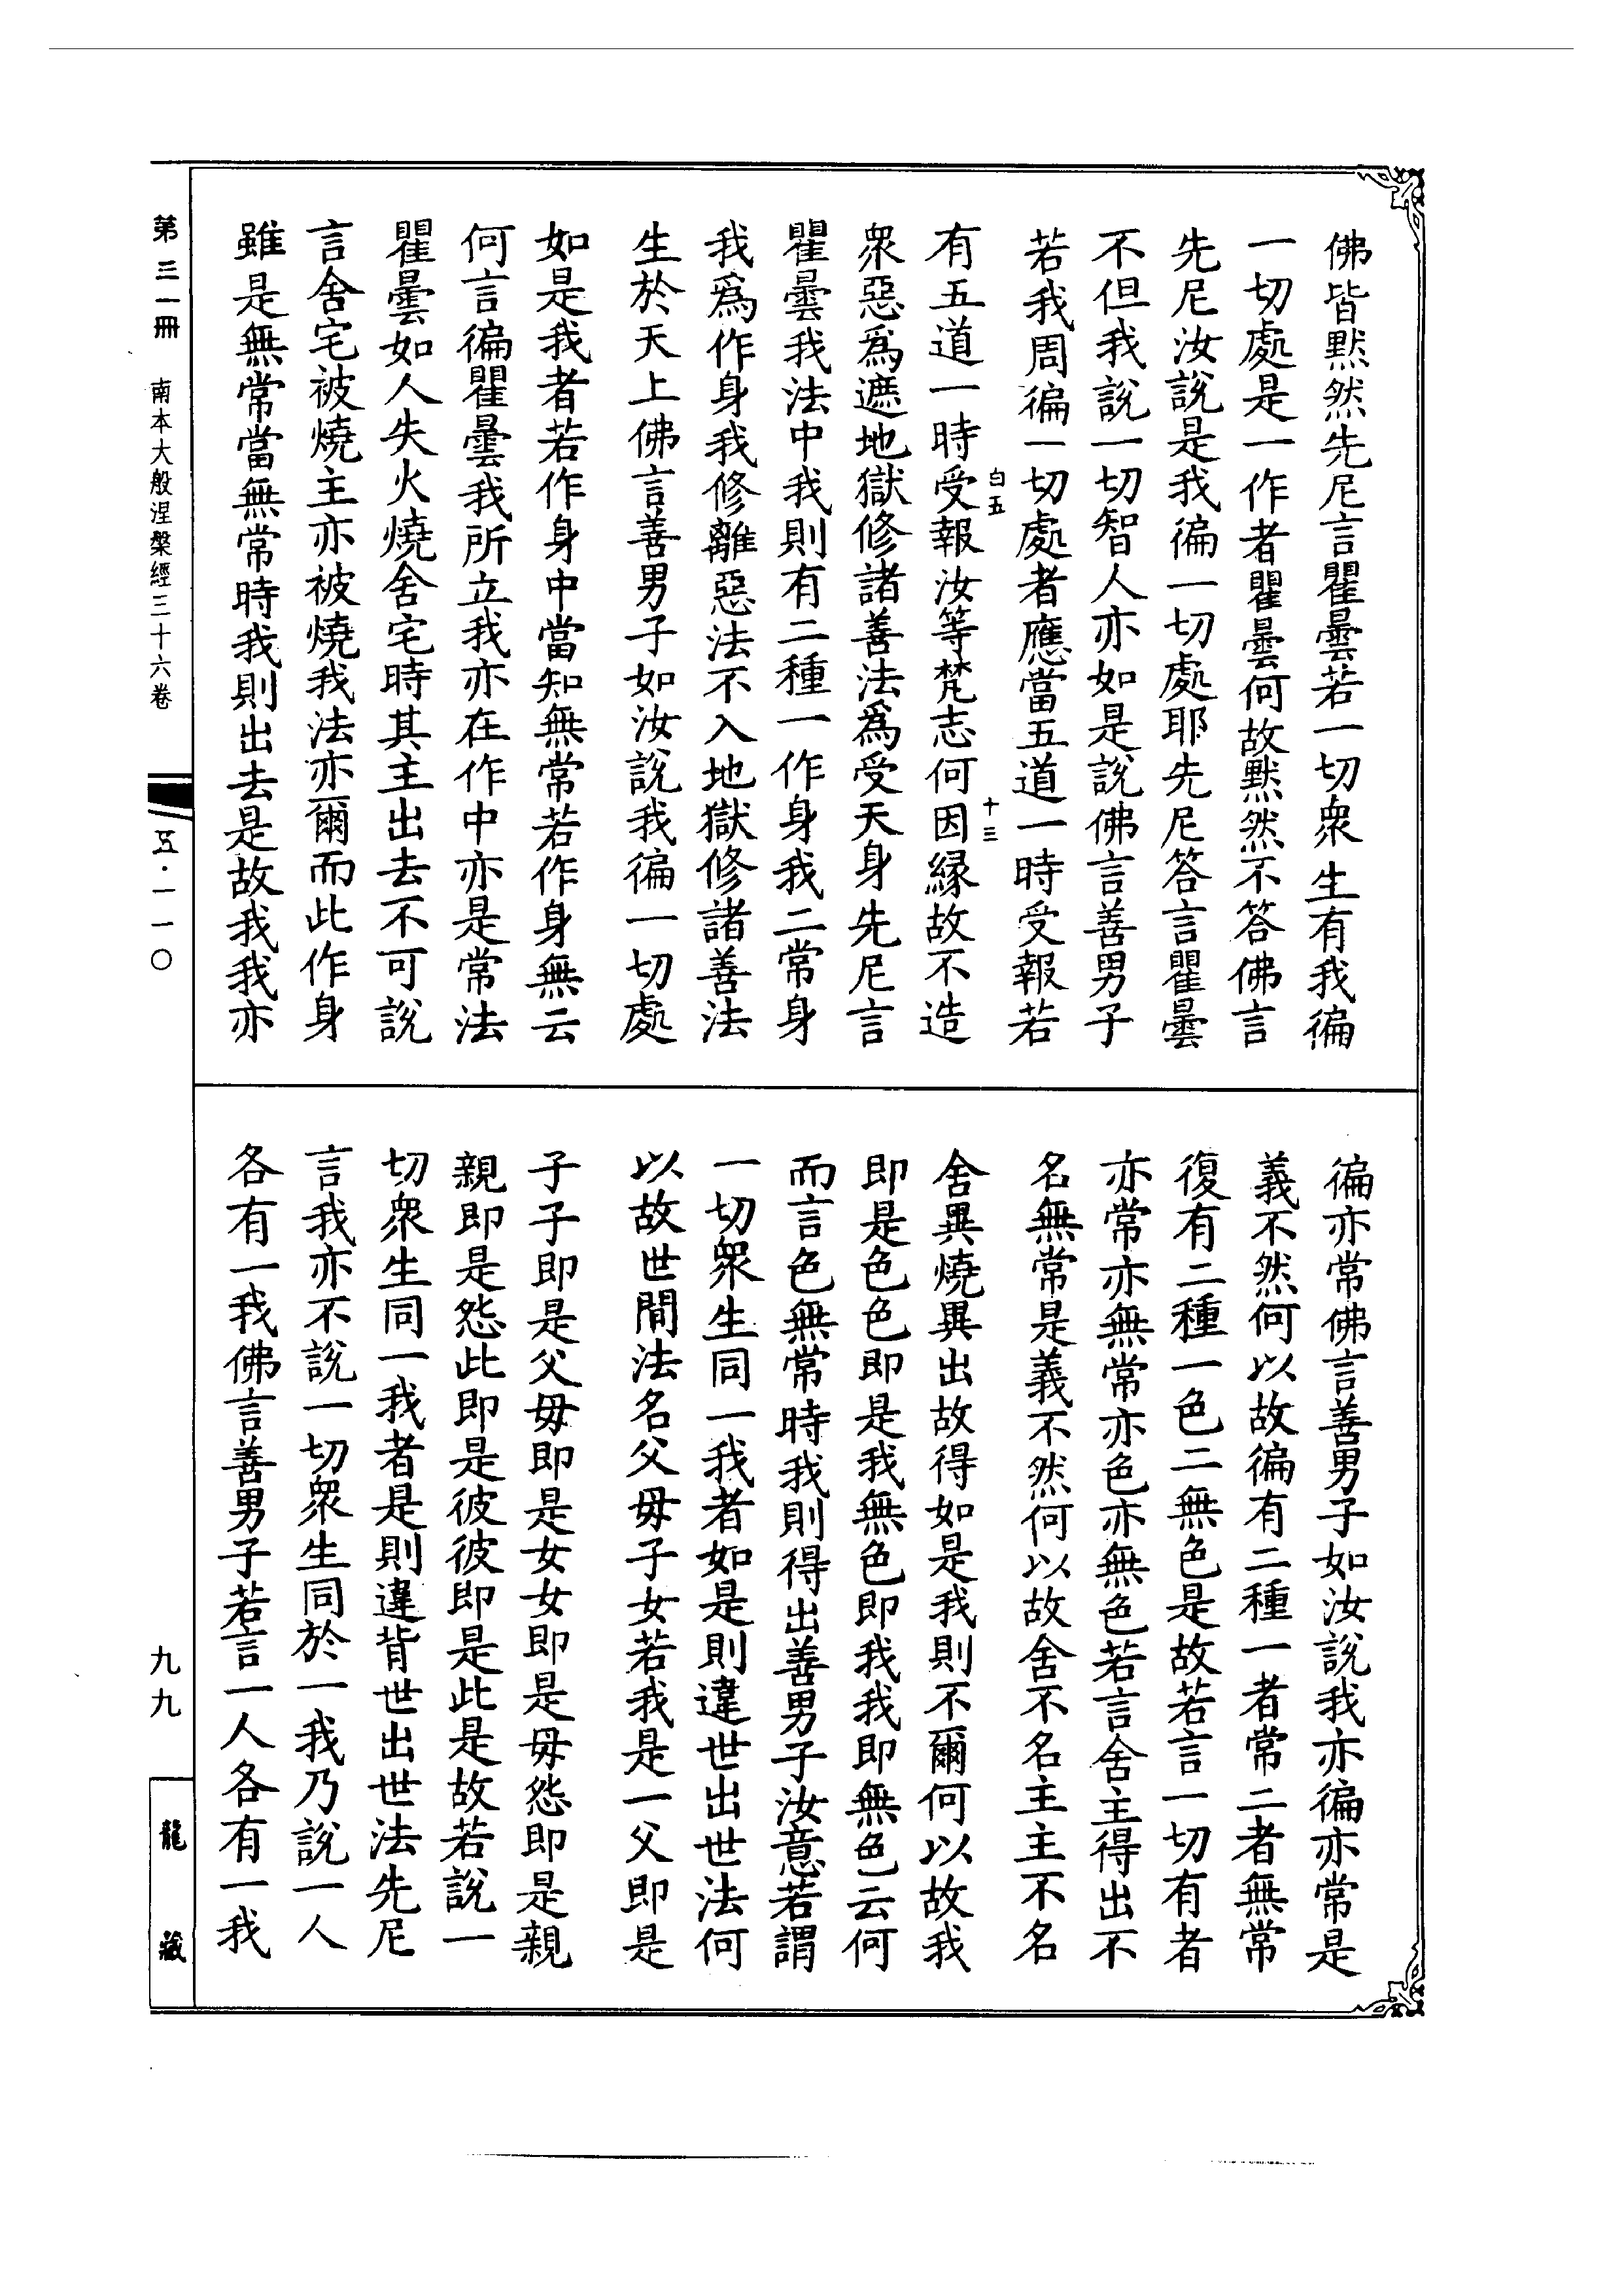 佛皆默然先尼言瞿曇若一切衆生有我徧
一切處是一作者瞿曇何故默然不答佛言
先尼汝說是我徧一切處耶先尼答言瞿曇
不但我說一切智人亦如是說佛言善男子
若我周徧一切處者應當五道一時受報若
白五
十三
有五道一時受報汝等梵志何因緣故不造
衆惡爲遮地獄修諸善法爲受天身先尼言
瞿曇我法中我則有二種一作身我二常身
我爲作身我修離惡法不入地獄修諸善法
生於天上佛言善男子如汝說我徧一切處
如是我者若作身中當知無常若作身無云
何言徧瞿曇我所立我亦在作中亦是常法
瞿曇如人失火燒舍宅時其主出去不可說
言舍宅被燒主亦被燒我法亦爾而此作身
雖是無常當無常時我則出去是故我我亦
徧亦常佛言善男子如汝說我亦徧亦常是
義不然何以故徧有二種一者常二者無常
復有二種一色二無色是故若言一切有者
亦常亦無常亦色亦無色若言舍主得出不
名無常是義不然何以故舍不名主主不名
舍異燒異出故得如是我則不爾何以故我
即是色色即是我無色即我我即無色云何
而言色無常時我則得出善男子汝意若謂
一切衆生同一我者如是則違世出世法何
以故世間法名父母子女若我是一父即是
子子即是父母即是女女即是母怨即是親
親即是怨此即是彼彼即是此是故若說一
切衆生同一我者是則違背世出世法先尼
言我亦不說一切衆生同於一我乃說一人
各有一我佛言善男子若言一人各有一我
第三一冊 南本大般涅槃經三十六卷
五·一一〇
九九
龍藏